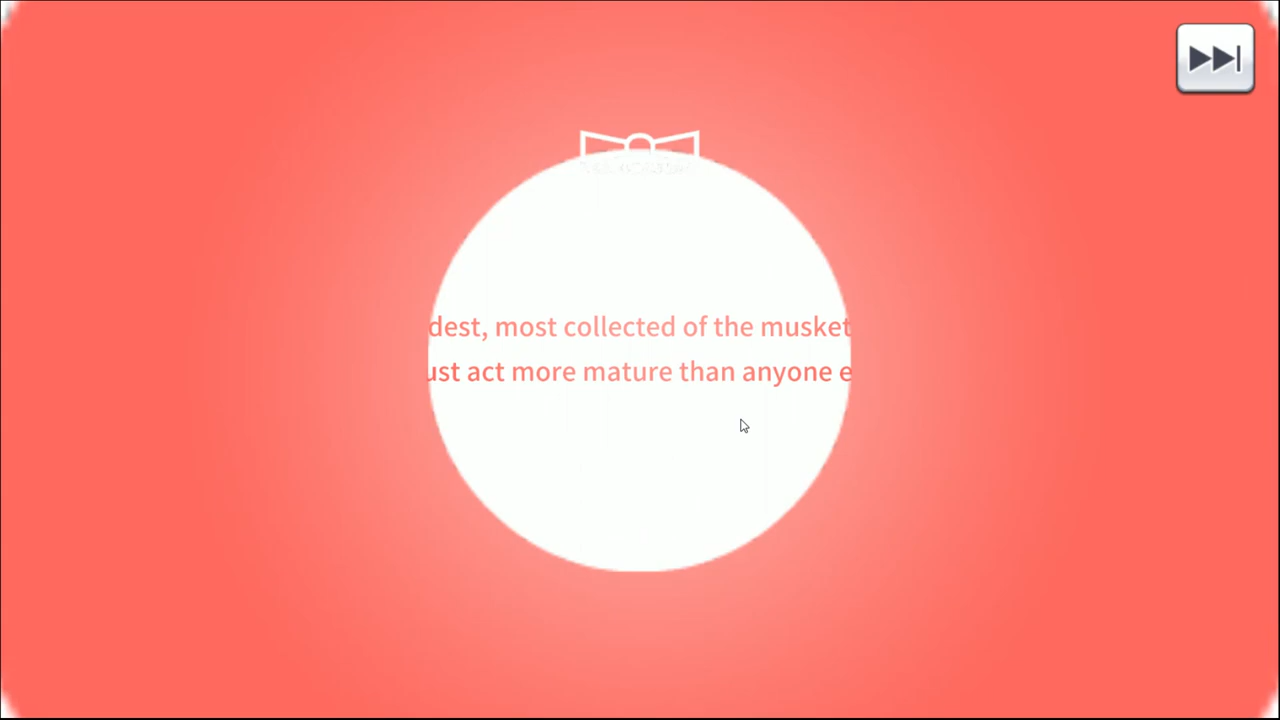 dest, most collected of the musket
ust act more mature than anyone e